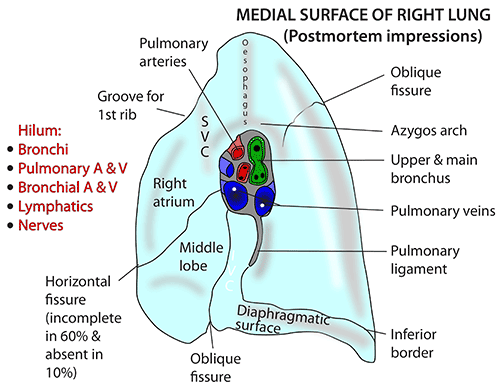 MEDIAL SURFACE OF RIGHT LUNG
(Postmortem impressions)
Pulmonary
arteries
Oesophagus
Oblique
fissure
Groove for
1st rib
SVC
Azygos arch
Hilum:
• Bronchi
• Pulmonary A & V
• Bronchial A & V
• Lymphatics
• Nerves
Upper & main
bronchus
Right
atrium
Pulmonary veins
Middle
lobe
Pulmonary
ligament
Horizontal
fissure
(incomplete
in 60% &
absent in
10%)
Diaphragmatic
surface
Inferior
border
Oblique
fissure